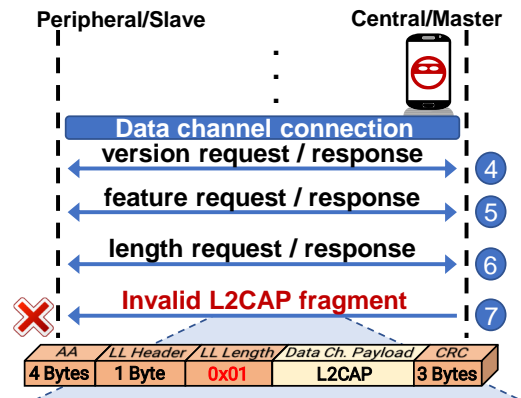 Peripheral/Slave Central/Master
Data channel connection
version request / response 4
feature request / response 5
length request / response 6
Invalid L2CAP fragment 7
AA LL Header LL Length Data Ch. Payload CRC
4 Bytes 1 Byte 0x01 L2CAP 3 Bytes